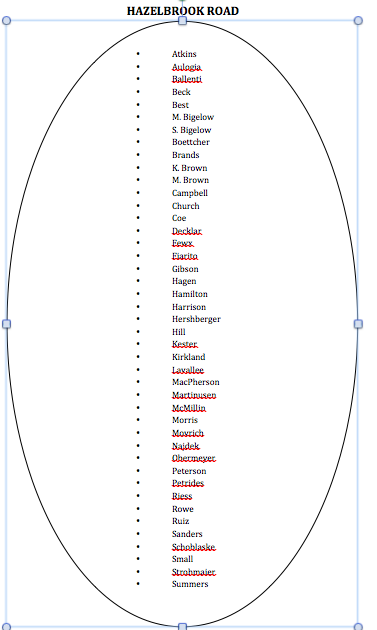 HAZELBROOK ROAD
• Atkins
• Aulogia
• Ballenti
• Beck
• Best
• M. Bigelow
• S. Bigelow
• Boettcher
• Brands
• K. Brown
• M. Brown
• Campbell
• Church
• Coe
• Decklar
• Eewx
• Fiarito
• Gibson
• Hagen
• Hamilton
• Harrison
• Hershberger
• Hill
• Kester
• Kirkland
• Lavallee
• MacPherson
• Martinusen
• McMillin
• Morris
• Movrich
• Najdek
• Obermeyer
• Peterson
• Petrides
• Riess
• Rowe
• Ruiz
• Sanders
• Schoblaske
• Small
• Strohmaier
• Summers